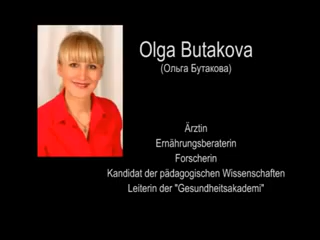 Olga Butakova
(Ольга Бутакова)
Ärztin
Ernährungsberaterin
Forscherin
Kandidat der pädagogischen Wissenschaften
Leiterin der "Gesundheitsakademi"